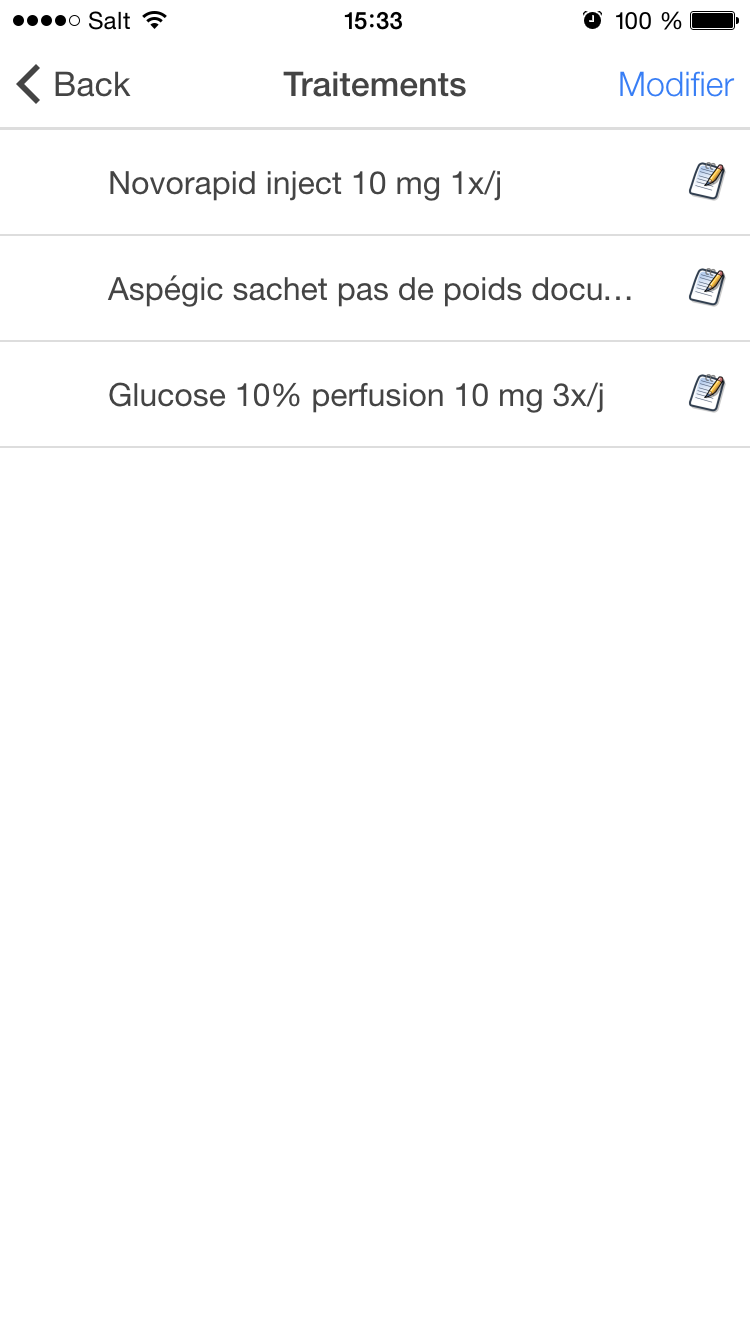 Salt 15:33 100 %
Back Traitements Modifier
Novorapid inject 10 mg 1x/j
Aspégic sachet pas de poids docu...
Glucose 10% perfusion 10 mg 3x/j